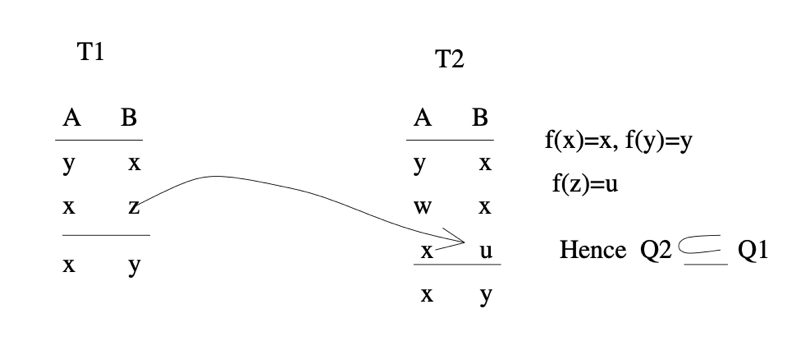 T1
A B
y x
x z
x y
T2
A B
y x
w x
x u
x y
f(x)=x, f(y)=y
f(z)=u
Hence Q2 ⊆ Q1